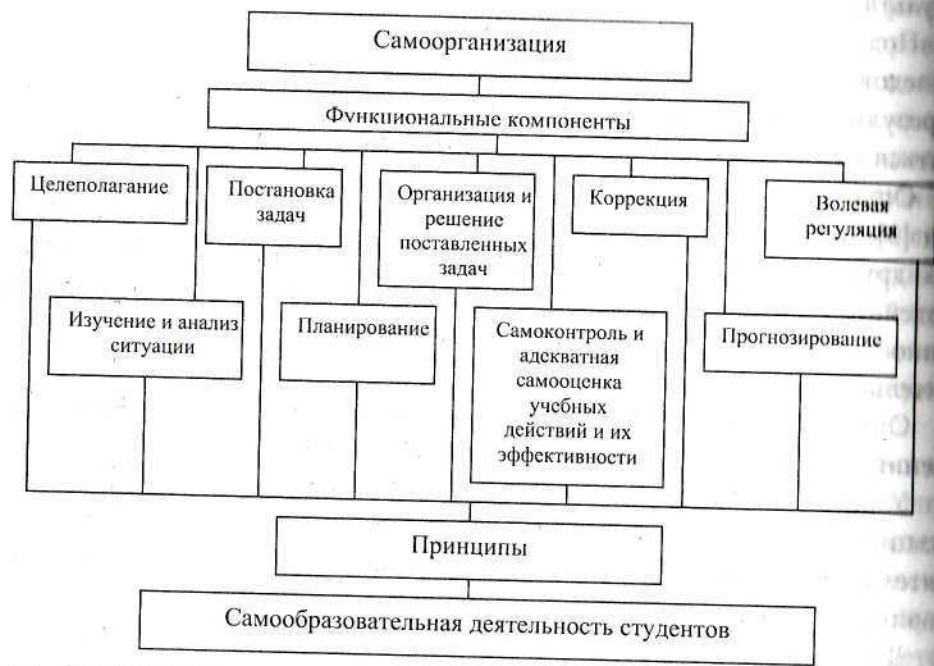 Самоорганизация
Функциональные компоненты
Целеполагание
Постановка
задач
Организация и
решение
поставленных
задач
Коррекция
Волевая
регуляция
Изучение и анализ
ситуации
Планирование
Самоконтроль и
адекватная
самооценка
учебных
действий и их
эффективности
Прогнозирование
Принципы
Самообразовательная деятельность студентов